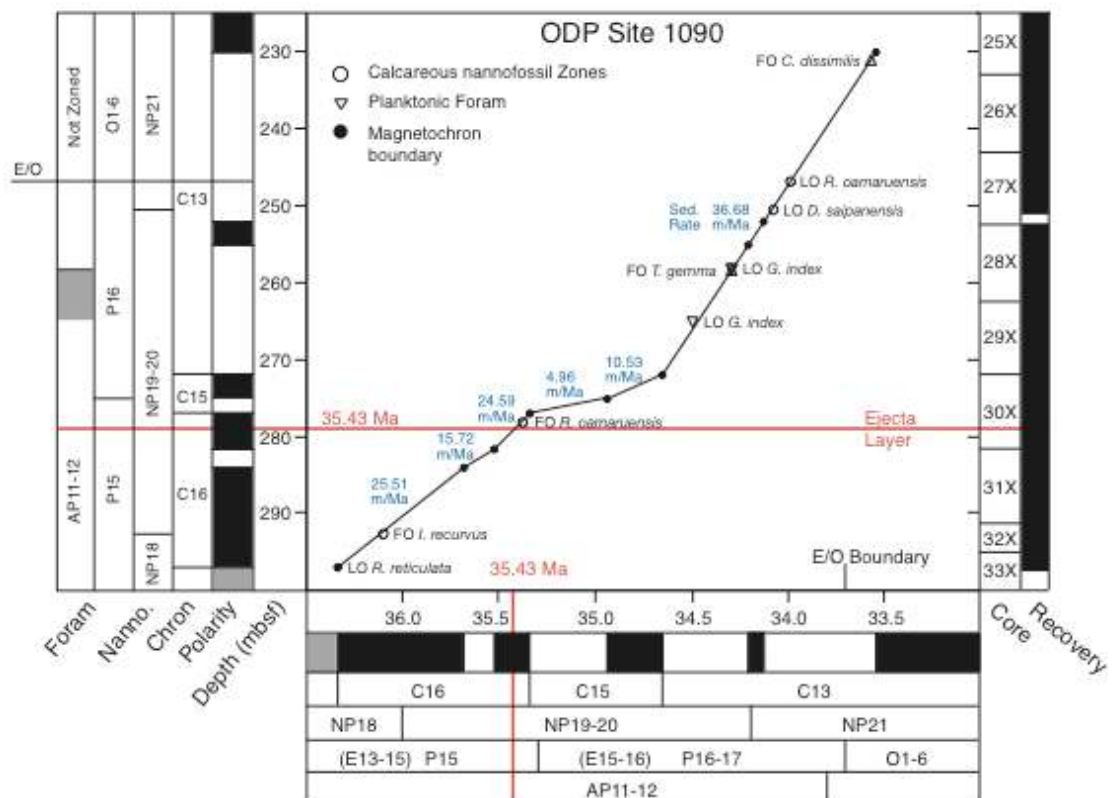 ODP Site 1090
Calcareous nannofossil Zones
Planktonic Foram
Magnetochron
boundary
Not Zoned
O1-6
NP21
E/O
C13
P16
NP19-20
C15
AP11-12
P15
C16
NP18
230
240
250
260
270
280
290
FO C. dissimilis
LO R. oamaruensis
LO D. saipanensis
Sed. 36.68
Rate m/Ma
FO T. gemma
LO G. index
LO G. index
10.53
m/Ma
4.96
m/Ma
24.59
m/Ma
FO R. oamaruensis
35.43 Ma
Ejecta
Layer
15.72
m/Ma
25.51
m/Ma
FO I. recurvus
LO R. reticulata
35.43 Ma
E/O Boundary
25X
26X
27X
28X
29X
30X
31X
32X
33X
Foram
Nanno.
Chron
Polarity
Depth (mbsf)
36.0
35.5
35.0
34.5
34.0
33.5
Core
Recovery
C16
C15
C13
NP18
NP19-20
NP21
(E13-15) P15
(E15-16) P16-17
O1-6
AP11-12